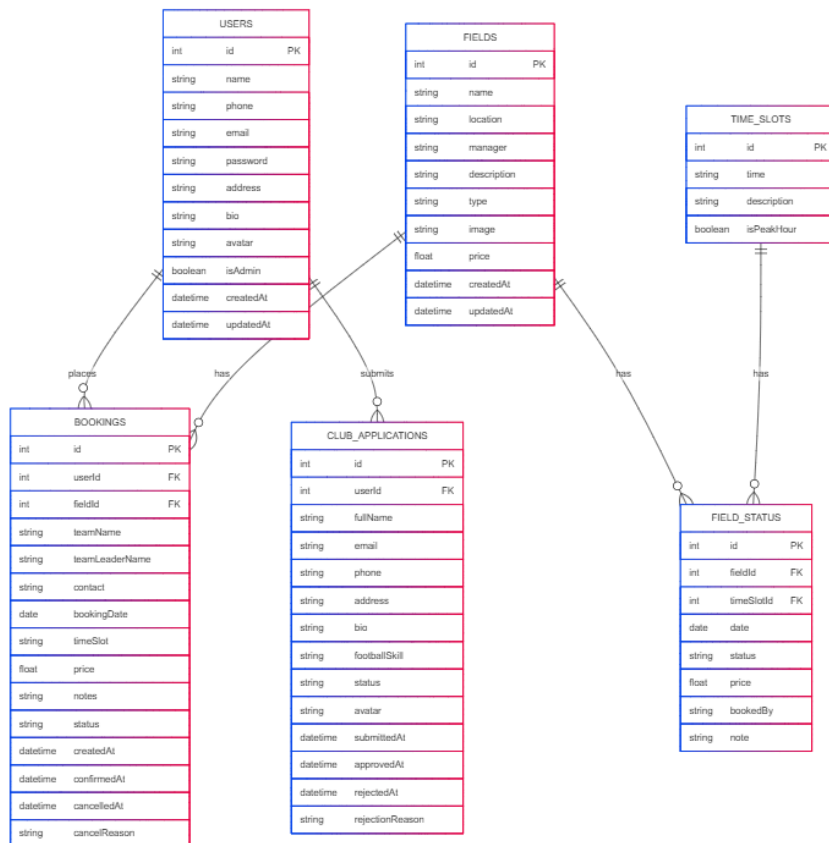 USERS
int id PK
string name
string phone
string email
string password
string address
string bio
string avatar
boolean isAdmin
datetime createdAt
datetime updatedAt
FIELDS
int id PK
string name
string location
string manager
string description
string type
string image
float price
datetime createdAt
datetime updatedAt
TIME_SLOTS
int id PK
string time
string description
boolean isPeakHour
places
has
submits
has
has
BOOKINGS
int id PK
int userId FK
int fieldId FK
string teamName
string teamLeaderName
string contact
date bookingDate
string timeSlot
float price
string notes
string status
datetime createdAt
datetime confirmedAt
datetime cancelledAt
string cancelReason
CLUB_APPLICATIONS
int id PK
int userId FK
string fullName
string email
string phone
string address
string bio
string footballSkill
string status
string avatar
datetime submittedAt
datetime approvedAt
datetime rejectedAt
string rejectionReason
FIELD_STATUS
int id PK
int fieldId FK
int timeSlotId FK
date date
string status
float price
string bookedBy
string note